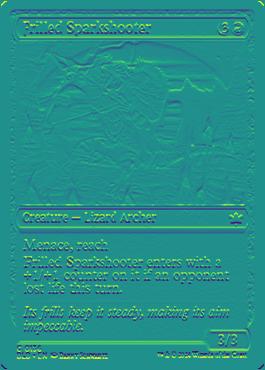 Frilled Sparkshooter
Creature — Lizard Archer
Menace, reach
Frilled Sparkshooter enters with a
+1/+1 counter on it if an opponent
lost life this turn.
Its frills keep it steady, making its aim
impeccable.
3/3